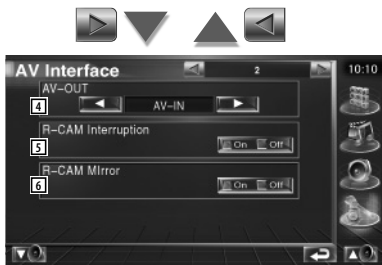 AV Interface 2 10:10
AV-OUT
4 AV-IN
R-CAM Interruption
5 On Off
R-CAM MIrror
6 On Off